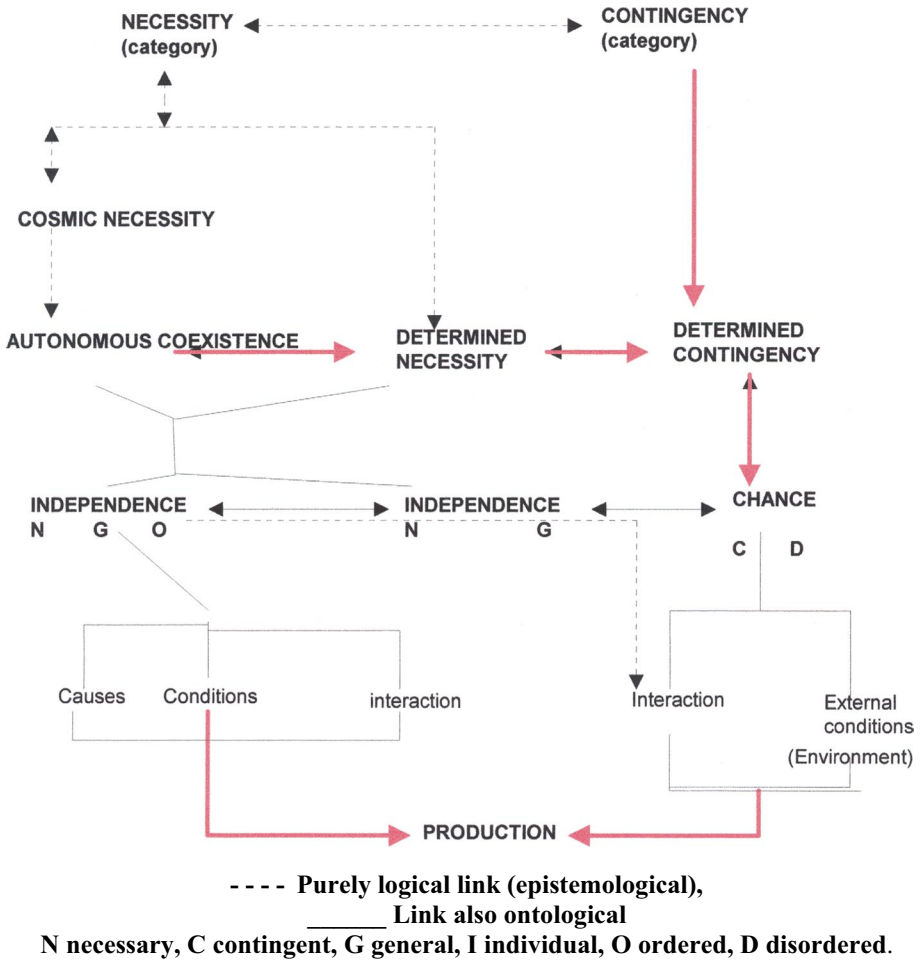 NECESSITY
(category)
CONTINGENCY
(category)
COSMIC NECESSITY
AUTONOMOUS COEXISTENCE
DETERMINED
NECESSITY
DETERMINED
CONTINGENCY
INDEPENDENCE
N G O
INDEPENDENCE
N G
CHANCE
C D
Causes
Conditions
interaction
Interaction
External
conditions
(Environment)
PRODUCTION
- - - - Purely logical link (epistemological),
______ Link also ontological
N necessary, C contingent, G general, I individual, O ordered, D disordered.